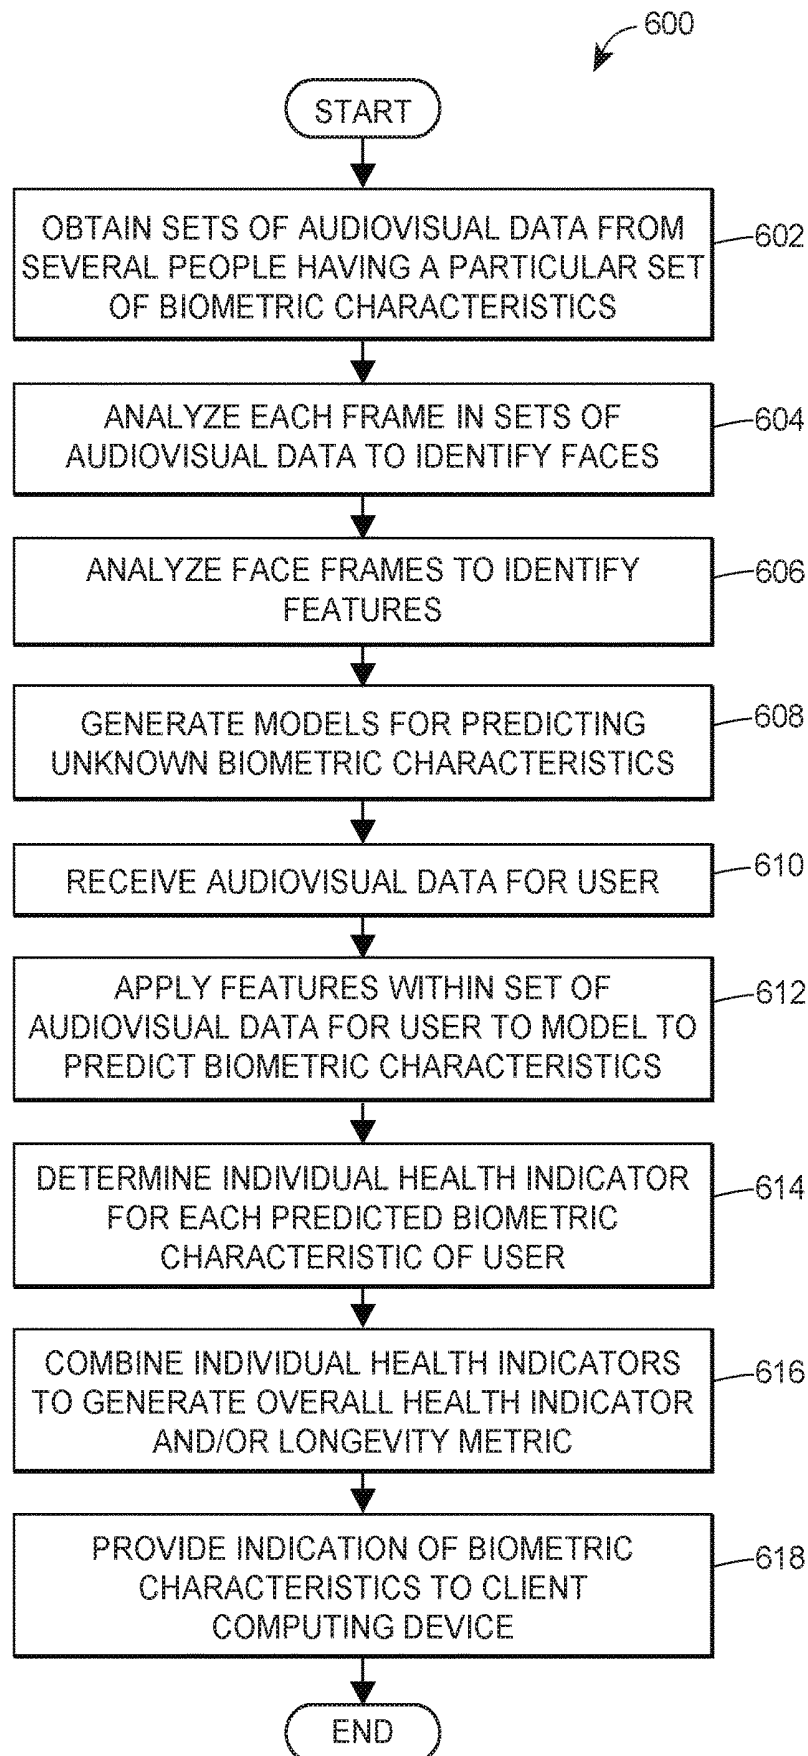 600
START
OBTAIN SETS OF AUDIOVISUAL DATA FROM
SEVERAL PEOPLE HAVING A PARTICULAR SET
OF BIOMETRIC CHARACTERISTICS
602
ANALYZE EACH FRAME IN SETS OF
AUDIOVISUAL DATA TO IDENTIFY FACES
604
ANALYZE FACE FRAMES TO IDENTIFY
FEATURES
606
GENERATE MODELS FOR PREDICTING
UNKNOWN BIOMETRIC CHARACTERISTICS
608
RECEIVE AUDIOVISUAL DATA FOR USER
610
APPLY FEATURES WITHIN SET OF
AUDIOVISUAL DATA FOR USER TO MODEL TO
PREDICT BIOMETRIC CHARACTERISTICS
612
DETERMINE INDIVIDUAL HEALTH INDICATOR
FOR EACH PREDICTED BIOMETRIC
CHARACTERISTIC OF USER
614
COMBINE INDIVIDUAL HEALTH INDICATORS
TO GENERATE OVERALL HEALTH INDICATOR
AND/OR LONGEVITY METRIC
616
PROVIDE INDICATION OF BIOMETRIC
CHARACTERISTICS TO CLIENT
COMPUTING DEVICE
618
END